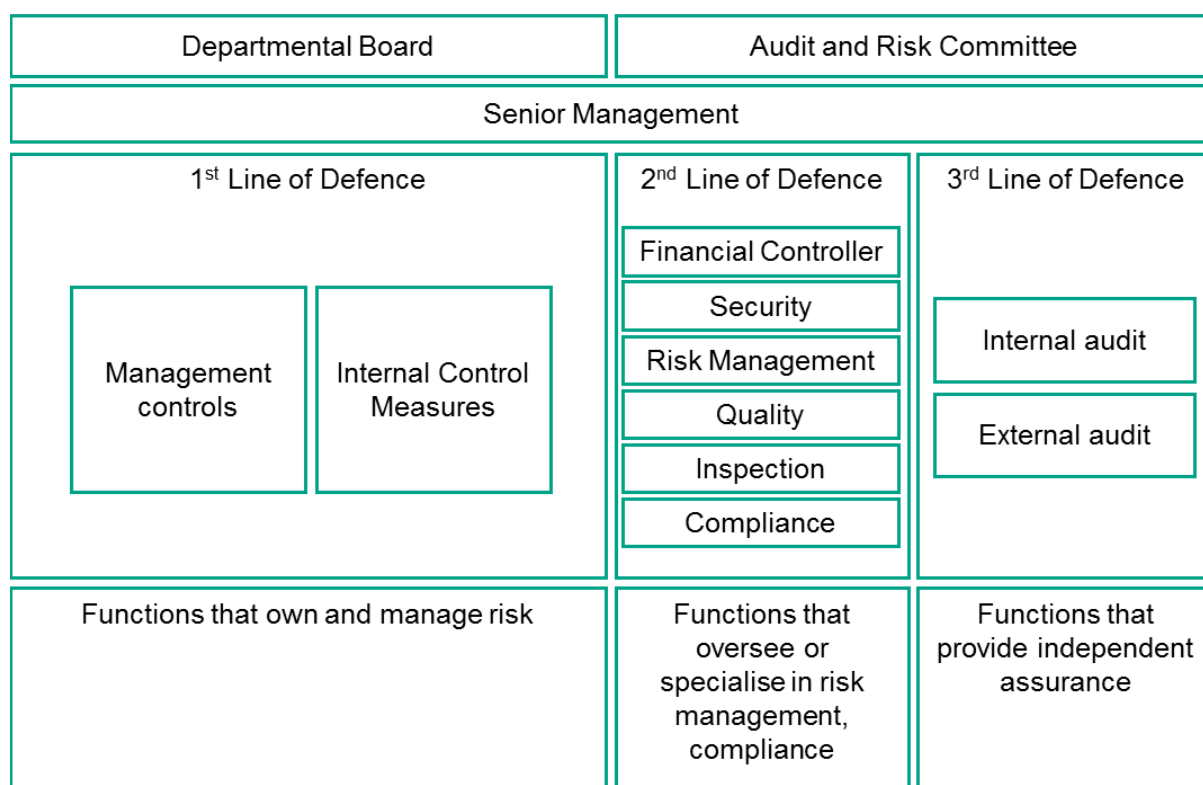 Departmental Board
Audit and Risk Committee
Senior Management
1st Line of Defence
Management
controls
Internal Control
Measures
2nd Line of Defence
Financial Controller
Security
Risk Management
Quality
Inspection
Compliance
3rd Line of Defence
Internal audit
External audit
Functions that own and manage risk
Functions that
oversee or
specialise in risk
management,
compliance
Functions that
provide independent
assurance